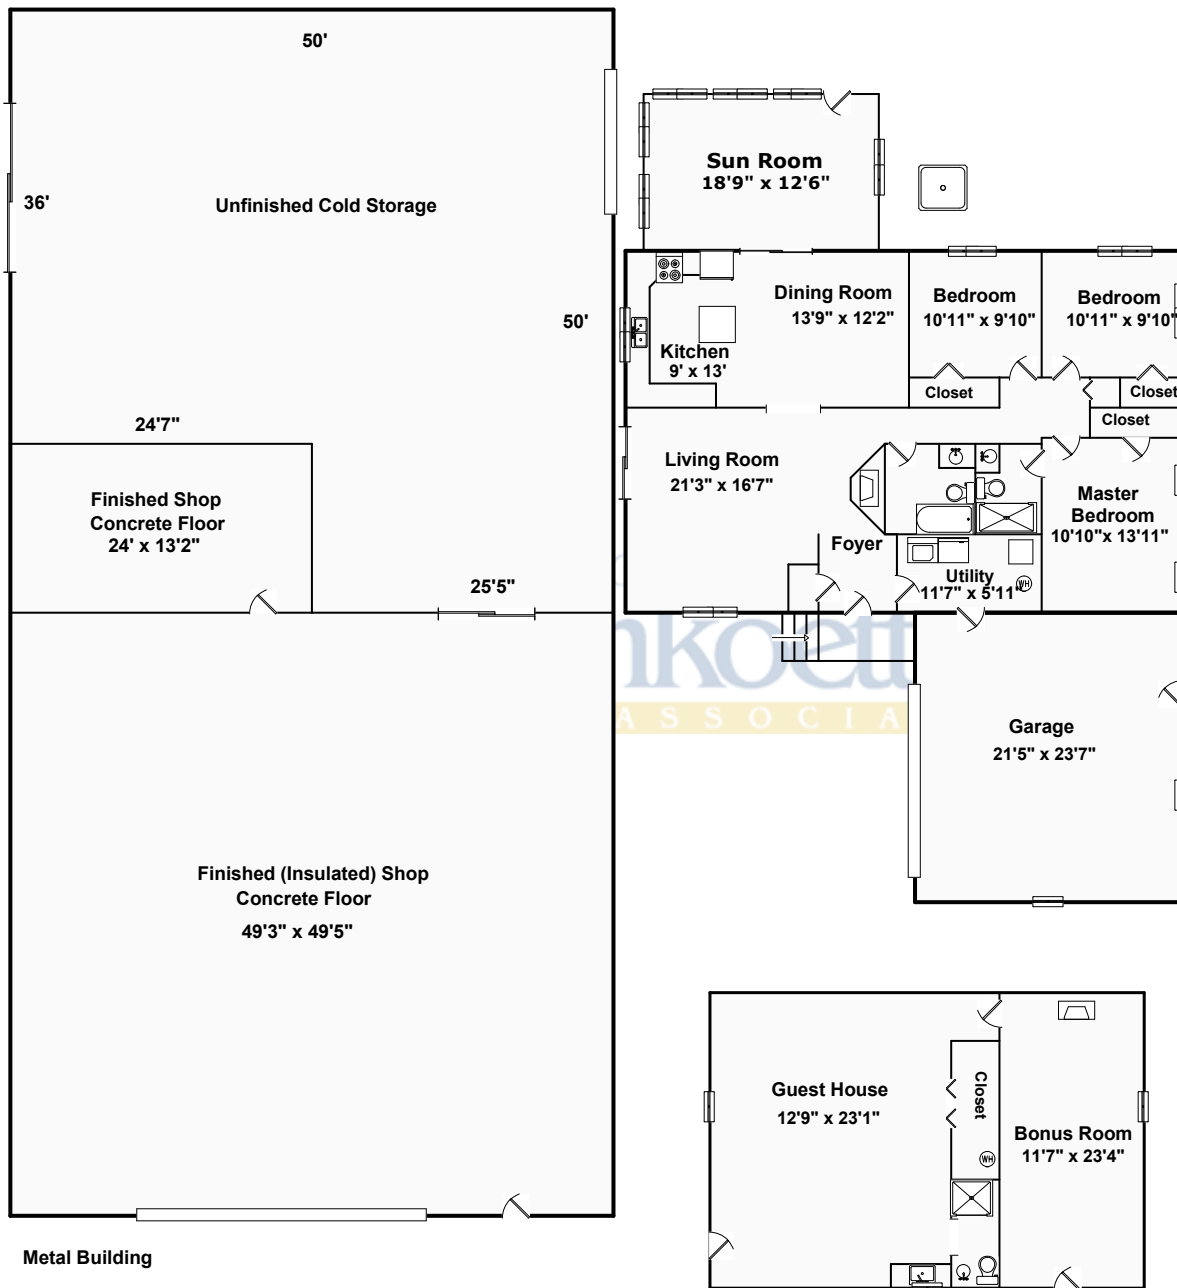 50'
36'
Unfinished Cold Storage
50'
24'7"
Finished Shop
Concrete Floor
24' x 13'2"
25'5"
Finished (Insulated) Shop
Concrete Floor
49'3" x 49'5"
Metal Building
Sun Room
18'9" x 12'6"
Dining Room
13'9" x 12'2"
Kitchen
9' x 13'
Bedroom
10'11" x 9'10"
Bedroom
10'11" x 9'10"
Closet
Closet
Closet
Living Room
21'3" x 16'7"
Foyer
Master
Bedroom
10'10"x 13'11"
Utility
11'7" x 5'11"
WH
nkoett
ASSOCIA
Garage
21'5" x 23'7"
Guest House
12'9" x 23'1"
Closet
WH
Bonus Room
11'7" x 23'4"